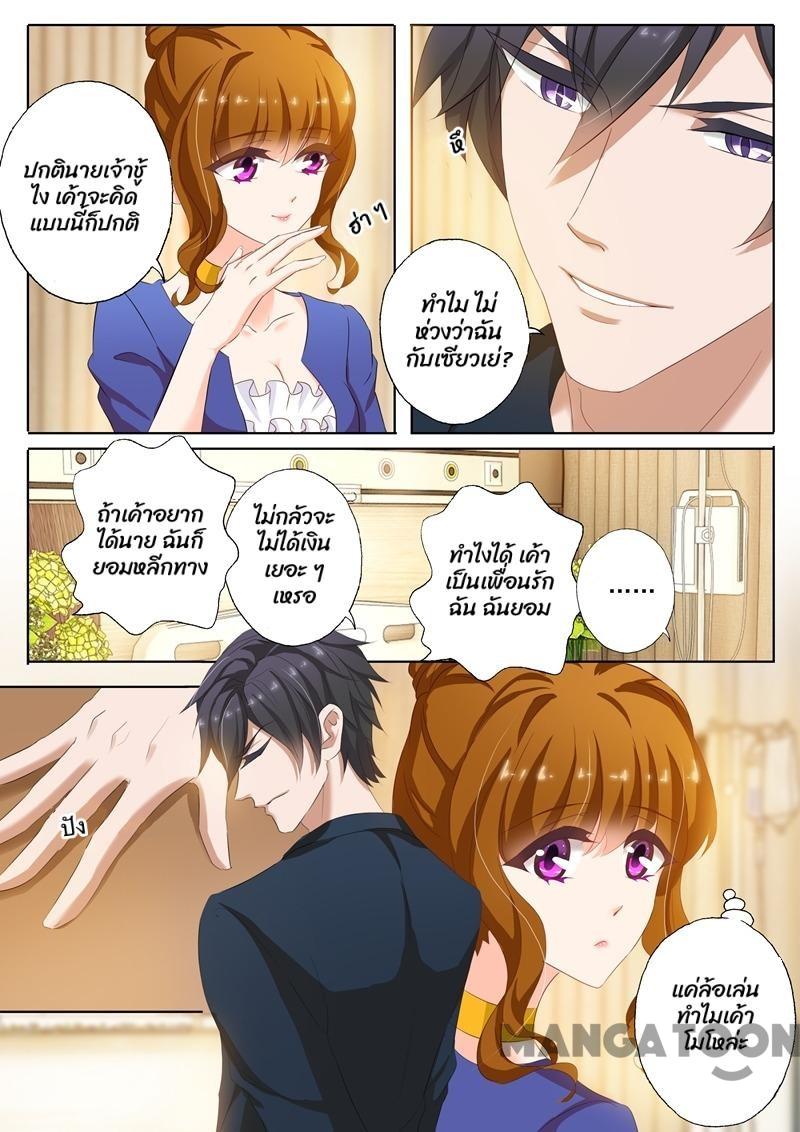 ปกตินายเจ้าชู้
ไง เค้าจะคิด
แบบนี้ก็ปกติ
ฮ่า ๆ
หึ
ทำไม ไม่
ห่วงว่าฉัน
กับเซียวเย่?
ถ้าเค้าอยาก
ได้นาย ฉันก็
ยอมหลีกทาง
ไม่กลัวจะ
ไม่ได้เงิน
เยอะ ๆ
เหรอ
ทำไงได้ เค้า
เป็นเพื่อนรัก
ฉัน ฉันยอม
......
ปัง
แค่ล้อเล่น
ทำไมเค้า
โมโหล่ะ
MANGATOON